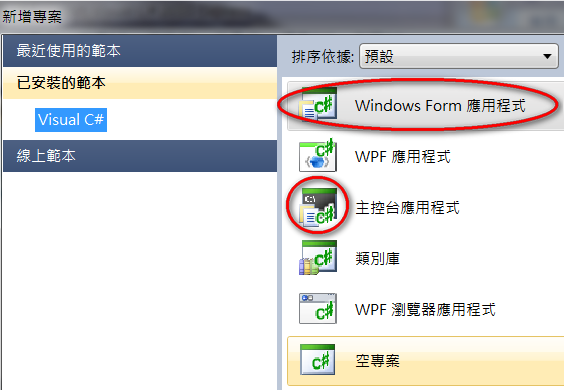 新增專案
最近使用的範本
已安裝的範本
Visual C#
線上範本
排序依據: 預設
C# Windows Form 應用程式
C# WPF 應用程式
C:\ C# 主控台應用程式
C# 類別庫
C# WPF 瀏覽器應用程式
C# 空專案